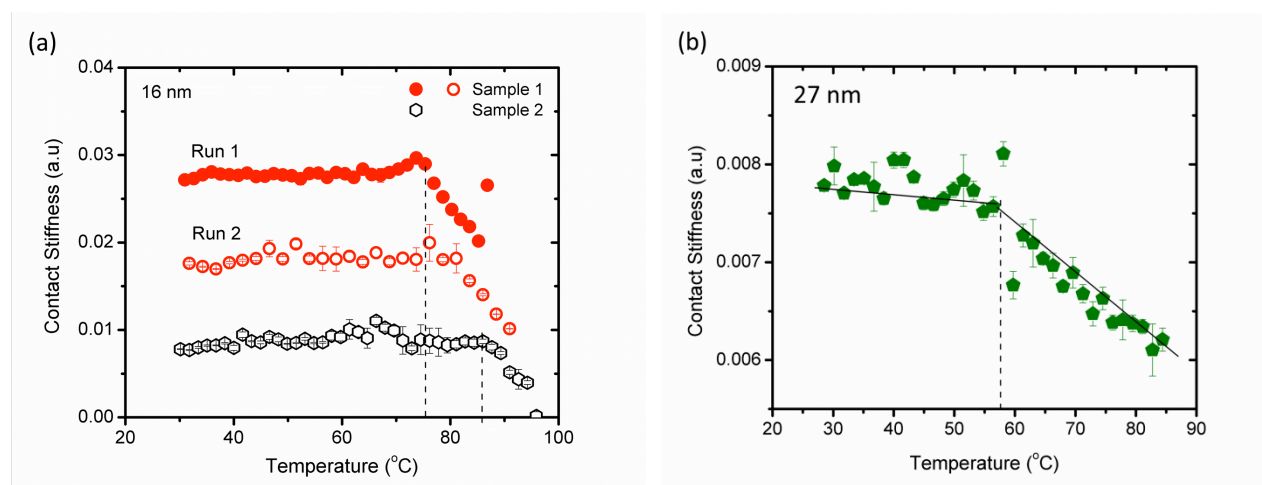 (a)
0.04
0.03
0.02
0.01
0.00
Contact Stiffness (a.u)
16 nm
Sample 1
Sample 2
Run 1
Run 2
20
40
60
80
100
Temperature (°C)
(b)
0.009
0.008
0.007
0.006
Contact Stiffness (a.u)
27 nm
20
30
40
50
60
70
80
90
Temperature (°C)